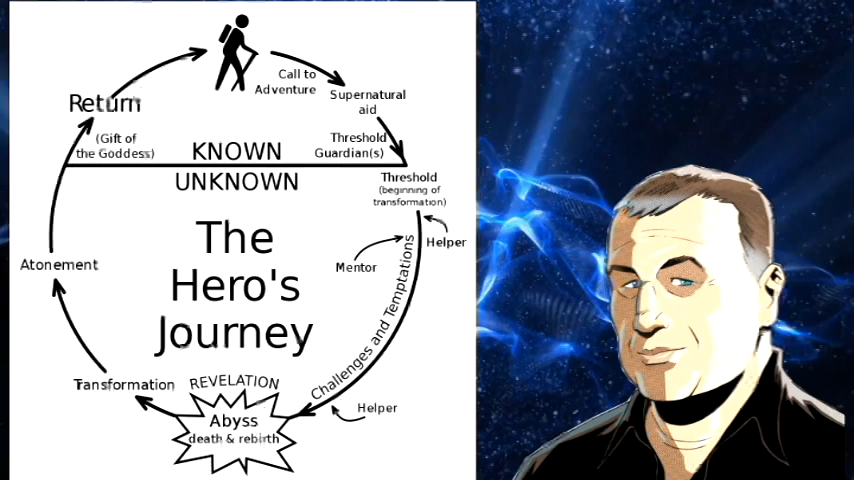 Call to
Adventure
Supernatural
aid
Return
(Gift of
the Goddess)
KNOWN
Threshold
Guardian(s)
UNKNOWN
Threshold
(beginning of
transformation)
Helper
The
Hero's
Journey
Mentor
Challenges and Temptations
Atonement
Transformation
REVELATION
Abyss
death & rebirth
Helper